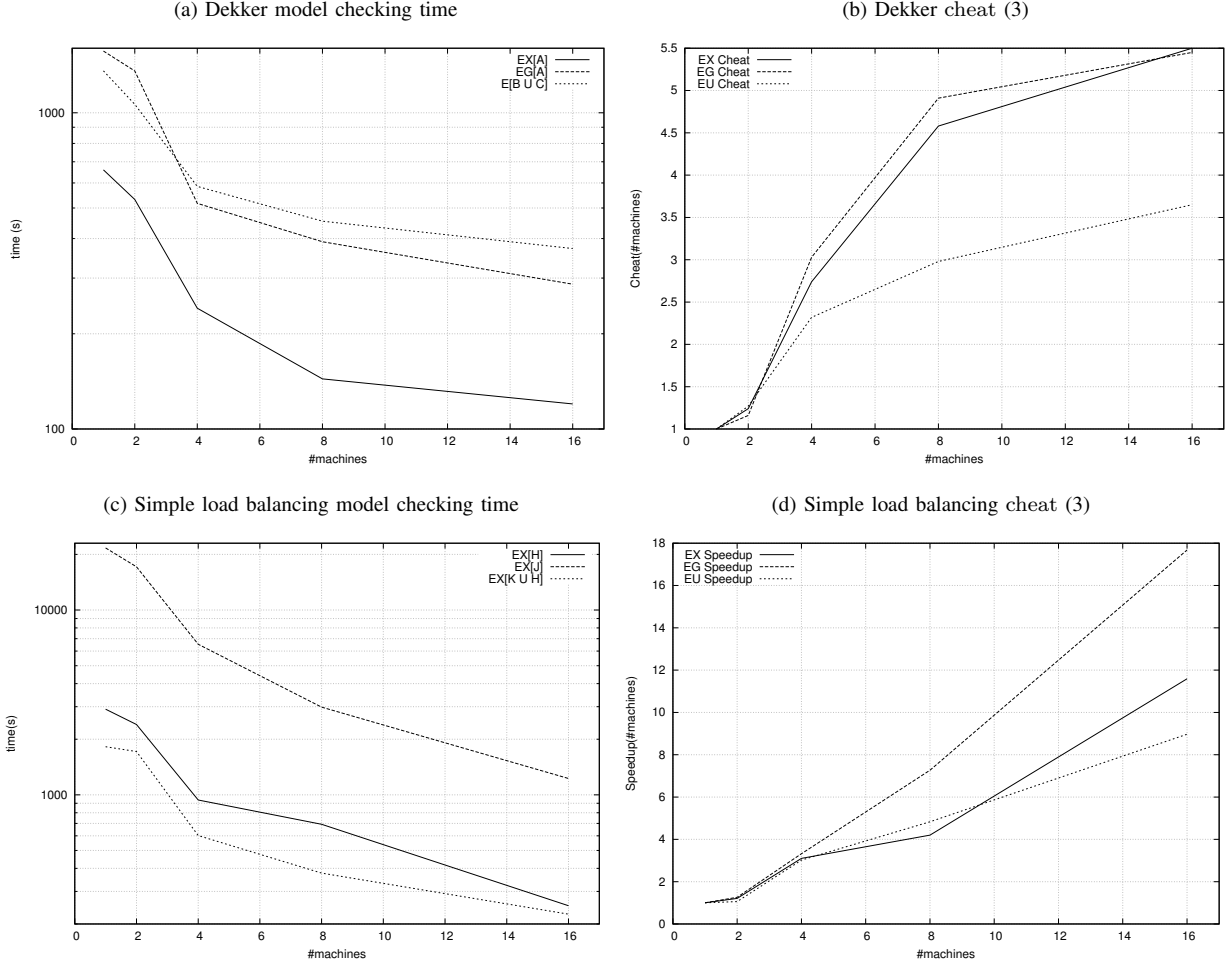 (a) Dekker model checking time
EX[A]
EG[A]
E[B U C]
1000
100
time (s)
0 2 4 6 8 10 12 14 16
#machines
(b) Dekker cheat (3)
EX Cheat
EG Cheat
EU Cheat
5.5
5
4.5
4
3.5
3
2.5
2
1.5
1
Cheat(#machines)
0 2 4 6 8 10 12 14 16
#machines
(c) Simple load balancing model checking time
EX[H]
EX[J]
EX[K U H]
10000
1000
time(s)
0 2 4 6 8 10 12 14 16
#machines
(d) Simple load balancing cheat (3)
EX Speedup
EG Speedup
EU Speedup
18
16
14
12
10
8
6
4
2
0
Speedup(#machines)
0 2 4 6 8 10 12 14 16
#machines